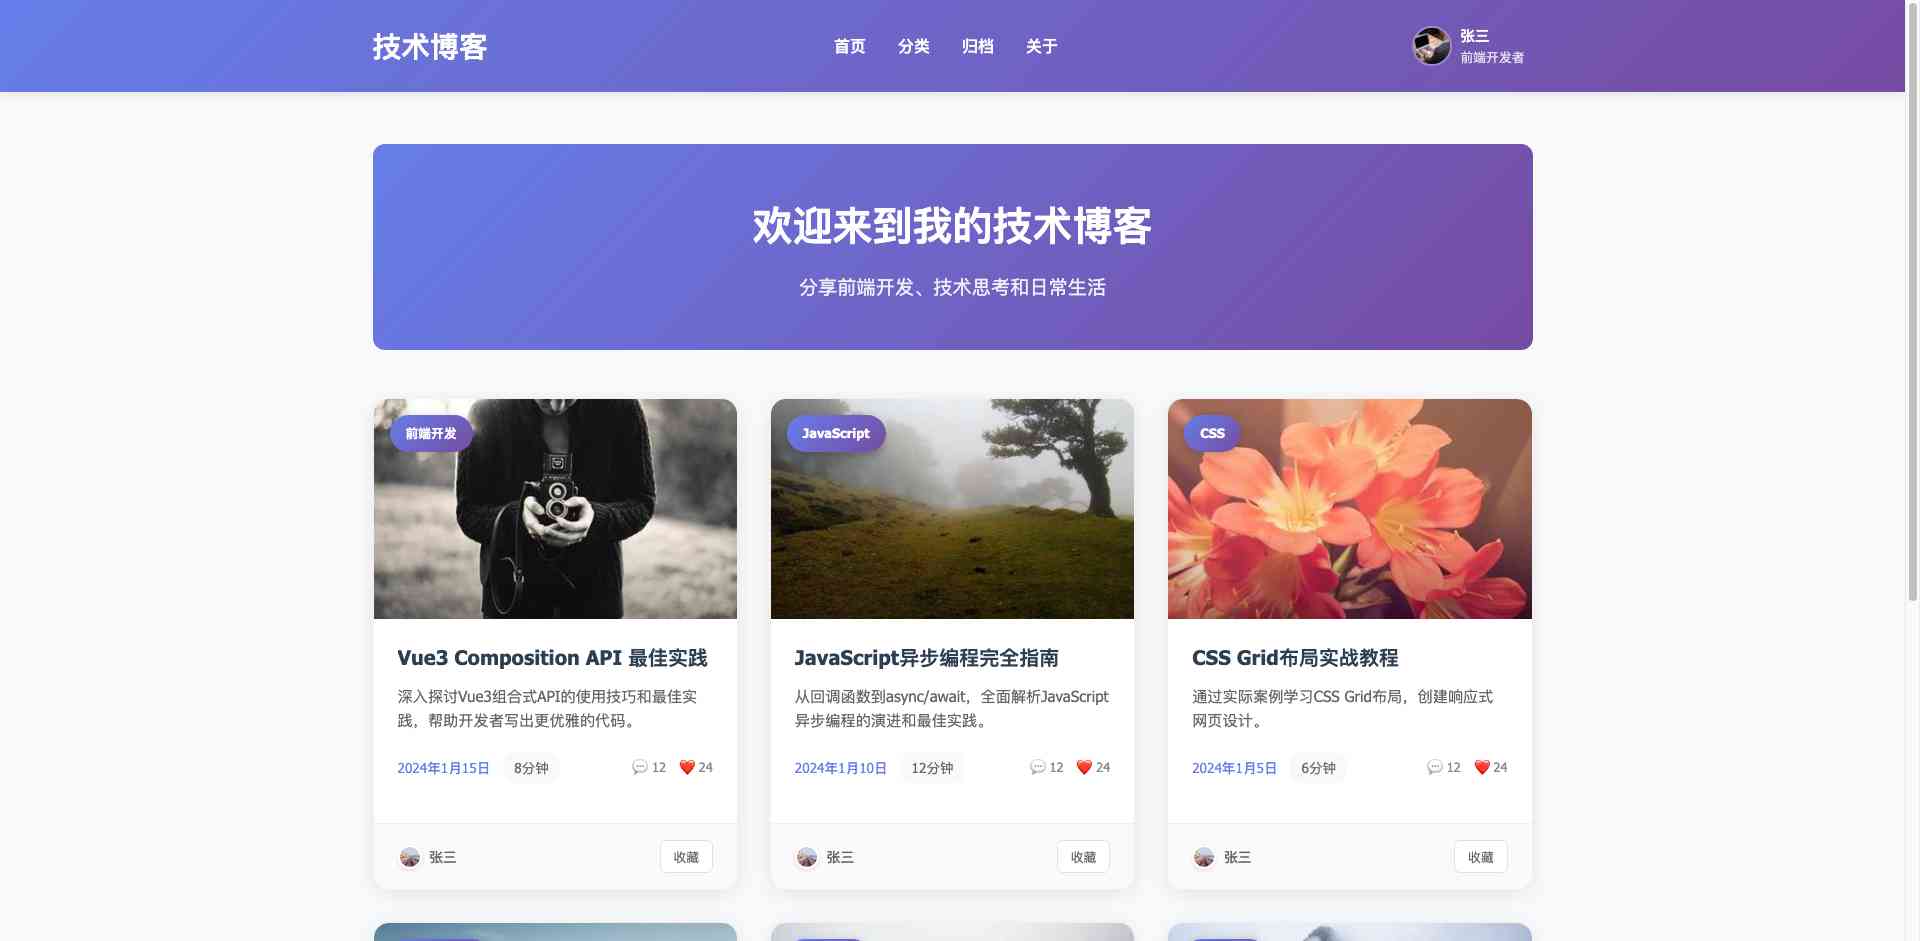 技术博客
首页 分类 归档 关于
张三
前端开发者
欢迎来到我的技术博客
分享前端开发、技术思考和日常生活
前端开发
Vue3 Composition API 最佳实践
深入探讨Vue3组合式API的使用技巧和最佳实
践，帮助开发者写出更优雅的代码。
2024年1月15日 8分钟 12 24
张三 收藏
JavaScript
JavaScript异步编程完全指南
从回调函数到async/await，全面解析JavaScript
异步编程的演进和最佳实践。
2024年1月10日 12分钟 12 24
张三 收藏
CSS
CSS Grid布局实战教程
通过实际案例学习CSS Grid布局，创建响应式
网页设计。
2024年1月5日 6分钟 12 24
张三 收藏